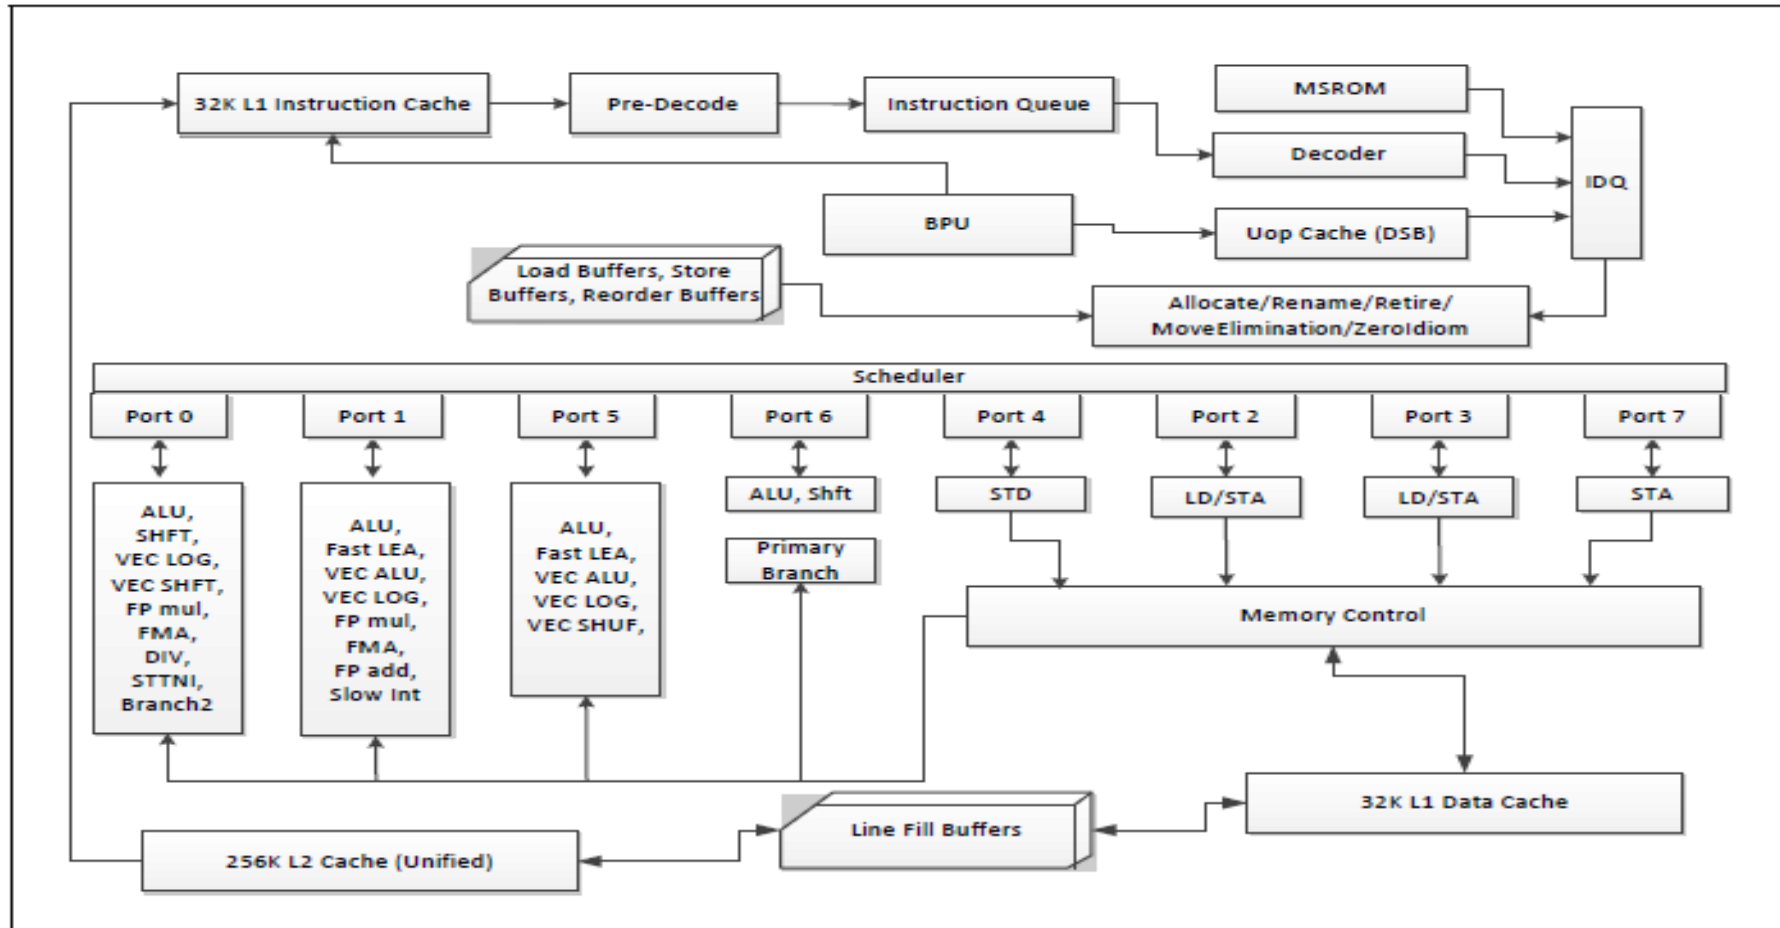 32K L1 Instruction Cache
Pre-Decode
Instruction Queue
MSROM
Decoder
IDQ
BPU
Uop Cache (DSB)
Load Buffers, Store
Buffers, Reorder Buffers
Allocate/Rename/Retire/
MoveElimination/ZeroIdiom
Scheduler
Port 0
Port 1
Port 5
Port 6
Port 4
Port 2
Port 3
Port 7
ALU,
SHFT,
VEC LOG,
VEC SHFT,
FP mul,
FMA,
DIV,
STTNI,
Branch2
ALU,
Fast LEA,
VEC ALU,
VEC LOG,
FP mul,
FMA,
FP add,
Slow Int
ALU,
Fast LEA,
VEC ALU,
VEC LOG,
VEC SHUF,
ALU, Shft
Primary
Branch
STD
LD/STA
LD/STA
STA
Memory Control
32K L1 Data Cache
Line Fill Buffers
256K L2 Cache (Unified)